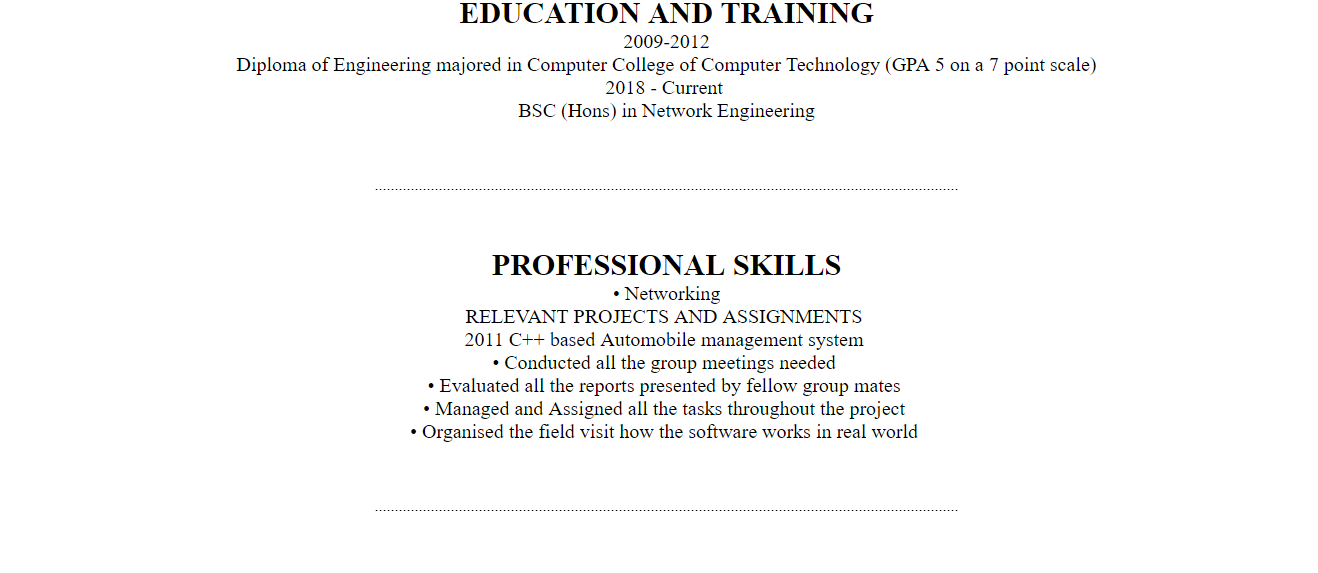 EDUCATION AND TRAINING
2009-2012
Diploma of Engineering majored in Computer College of Computer Technology (GPA 5 on a 7 point scale)
2018 - Current
BSC (Hons) in Network Engineering
PROFESSIONAL SKILLS
• Networking
RELEVANT PROJECTS AND ASSIGNMENTS
2011 C++ based Automobile management system
• Conducted all the group meetings needed
• Evaluated all the reports presented by fellow group mates
• Managed and Assigned all the tasks throughout the project
• Organised the field visit how the software works in real world